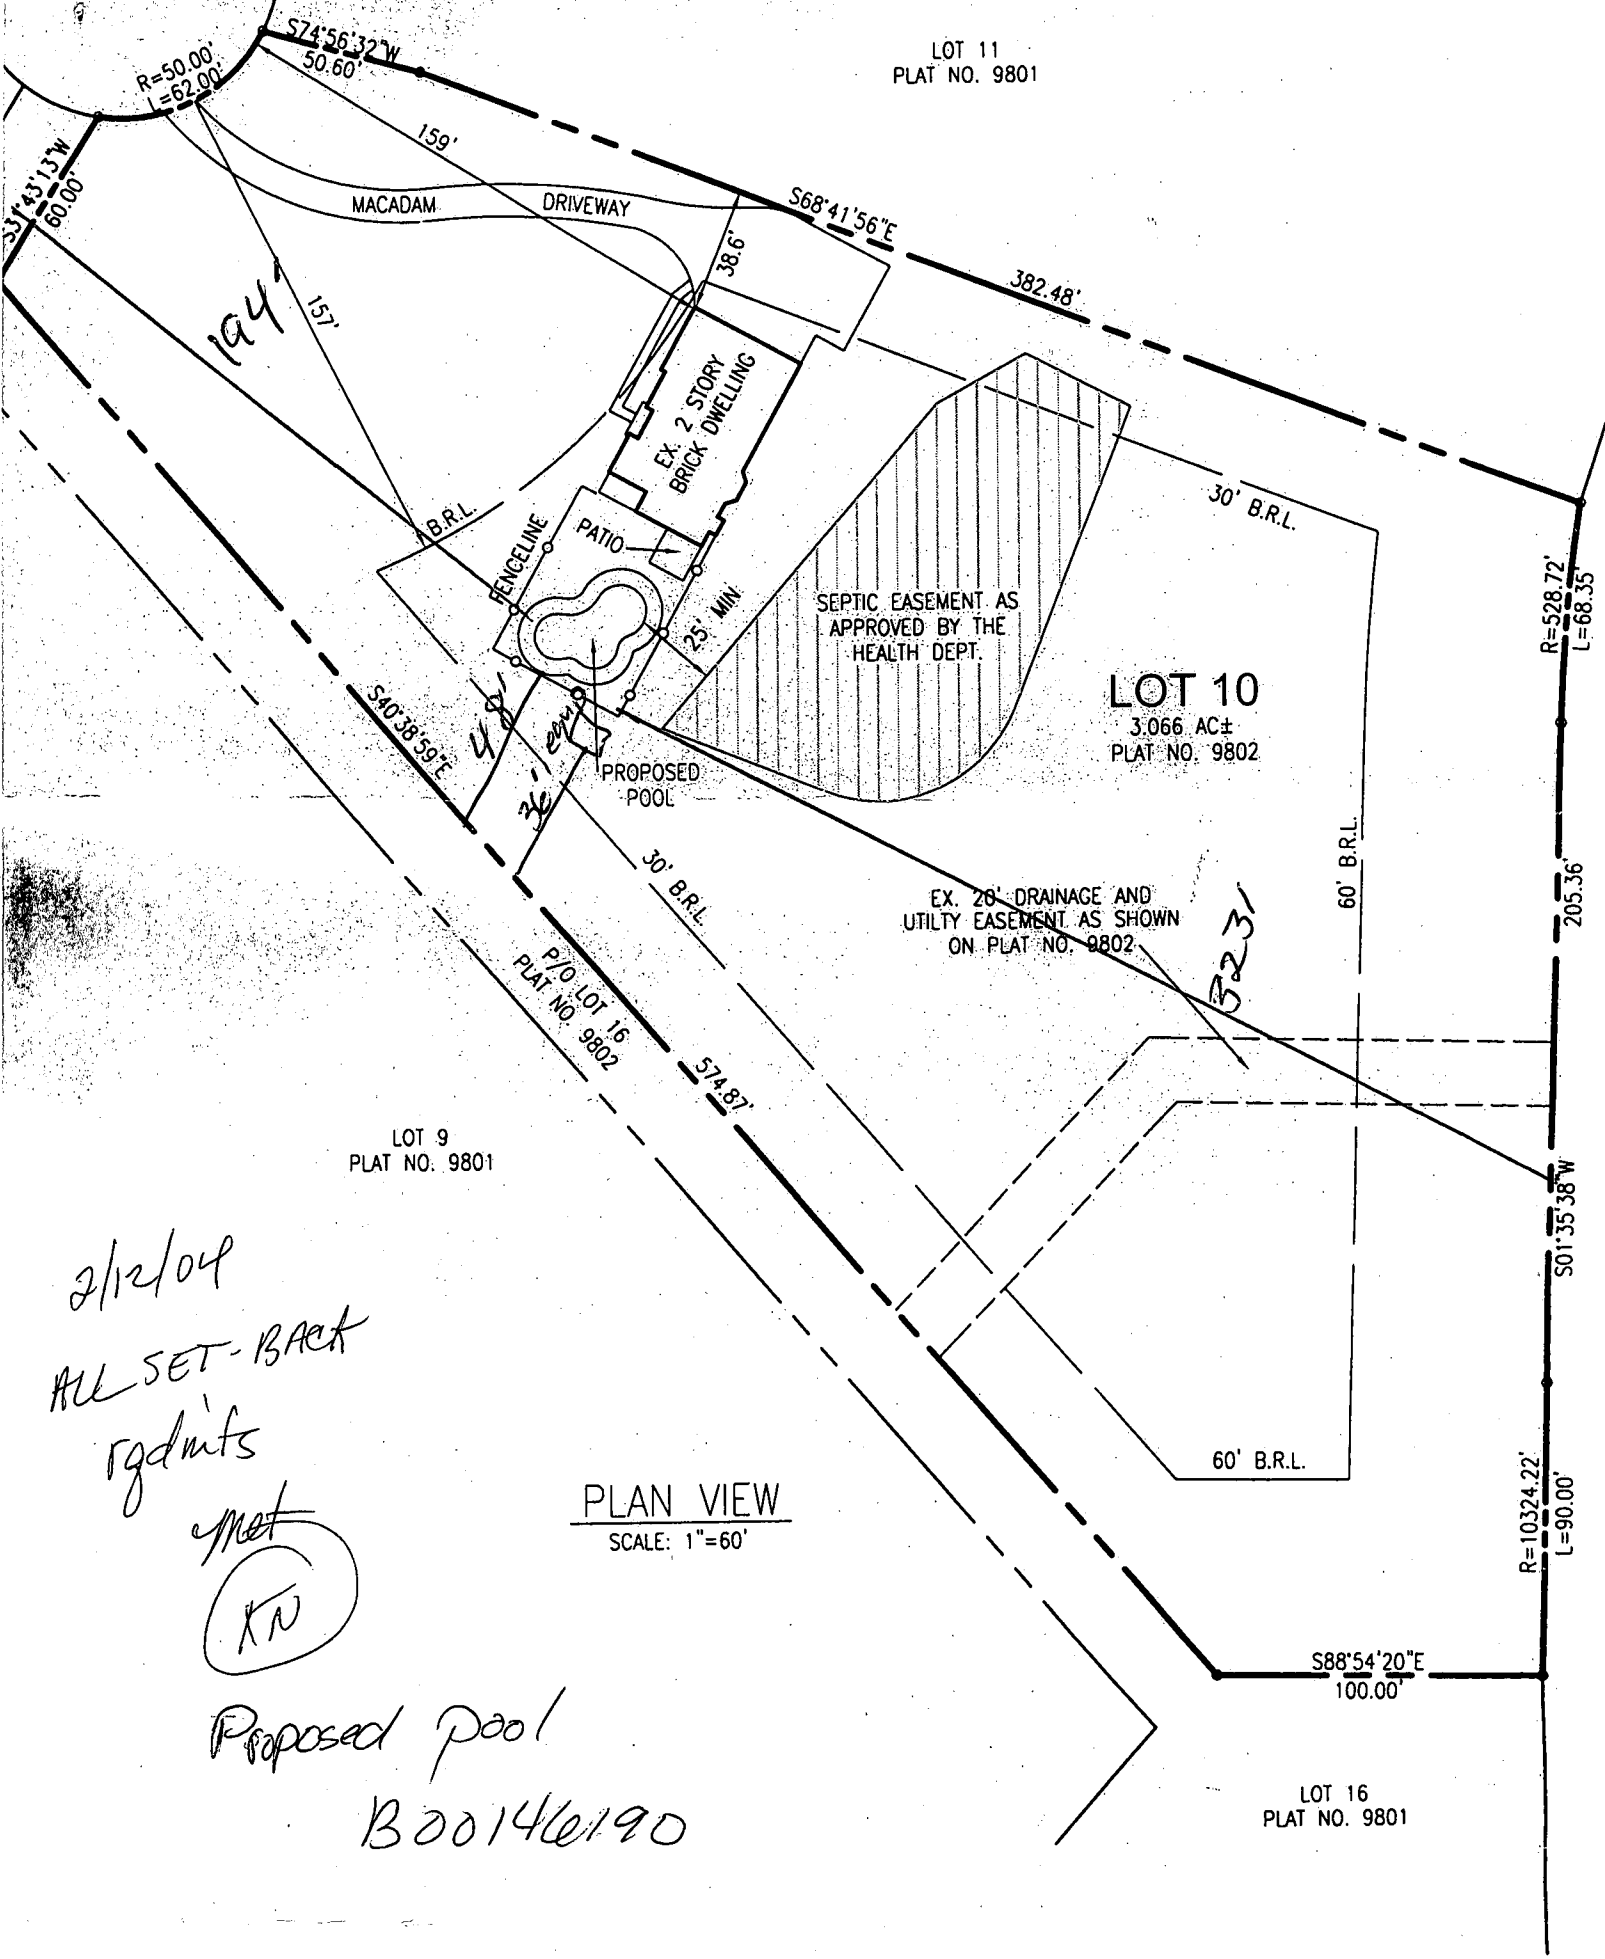 LOT 11
PLAT NO. 9801
S74°56'32"W
50.60'
R=50.00'
L=62.00'
S31°43'13"W
60.00'
159'
MACADAM DRIVEWAY
S68°41'56"E
382.48'
38.6'
157'
194'
EX. 2 STORY
BRICK DWELLING
B.R.L.
FENCELINE
PATIO
25' MIN
30' B.R.L.
SEPTIC EASEMENT AS
APPROVED BY THE
HEALTH DEPT.
R=528.72'
L=68.35'
LOT 10
3.066 AC±
PLAT NO. 9802
S40°38'59"E
48'
equip
36'
PROPOSED
POOL
30' B.R.L.
60' B.R.L.
205.36'
EX. 20' DRAINAGE AND
UTILTY EASEMENT AS SHOWN
ON PLAT NO. 9802
323'
P/O LOT 16
PLAT NO. 9802
574.87'
LOT 9
PLAT NO. 9801
S01°35'38"W
2/12/04
ALL SET-BACK
rqdmits
met
KN
60' B.R.L.
PLAN VIEW
SCALE: 1"=60'
R=10324.22'
L=90.00'
S88°54'20"E
100.00'
Proposed pool
B00146190
LOT 16
PLAT NO. 9801